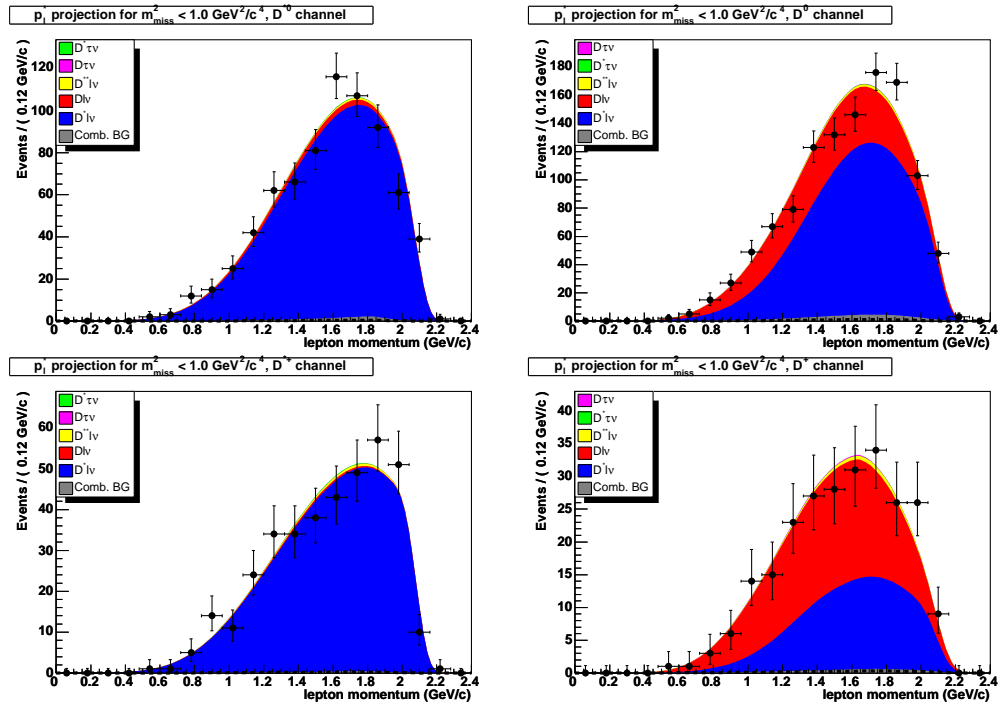 p*l projection for m²miss < 1.0 GeV²/c⁴, D*⁰ channel
Events / ( 0.12 GeV/c )
D*τν
Dτν
D**lν
Dlν
D*lν
Comb. BG
0 20 40 60 80 100 120
0 0.2 0.4 0.6 0.8 1 1.2 1.4 1.6 1.8 2 2.2 2.4
lepton momentum (GeV/c)
p*l projection for m²miss < 1.0 GeV²/c⁴, D⁰ channel
Events / ( 0.12 GeV/c )
Dτν
D*τν
D**lν
Dlν
D*lν
Comb. BG
0 20 40 60 80 100 120 140 160 180
0 0.2 0.4 0.6 0.8 1 1.2 1.4 1.6 1.8 2 2.2 2.4
lepton momentum (GeV/c)
p*l projection for m²miss < 1.0 GeV²/c⁴, D*⁺ channel
Events / ( 0.12 GeV/c )
D*τν
Dτν
D**lν
Dlν
D*lν
Comb. BG
0 10 20 30 40 50 60
0 0.2 0.4 0.6 0.8 1 1.2 1.4 1.6 1.8 2 2.2 2.4
lepton momentum (GeV/c)
p*l projection for m²miss < 1.0 GeV²/c⁴, D⁺ channel
Events / ( 0.12 GeV/c )
Dτν
D*τν
D**lν
Dlν
D*lν
Comb. BG
0 5 10 15 20 25 30 35 40
0 0.2 0.4 0.6 0.8 1 1.2 1.4 1.6 1.8 2 2.2 2.4
lepton momentum (GeV/c)